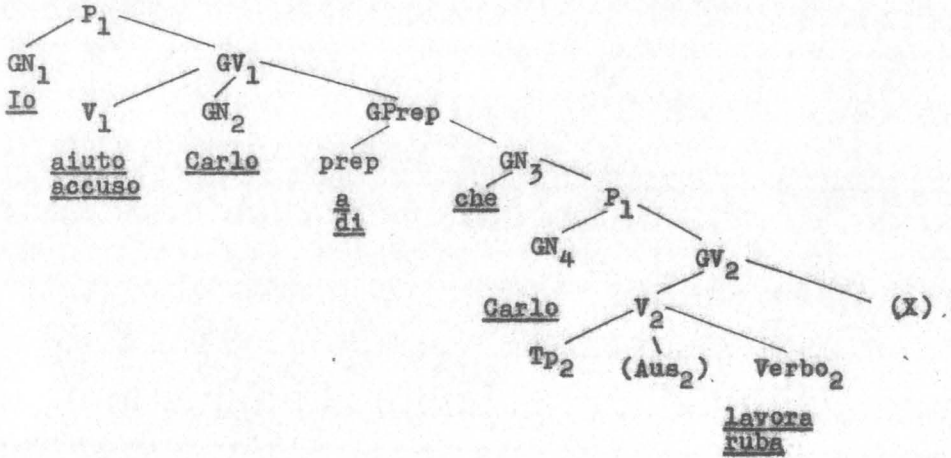 P1
GN1 GV1
Io V1 GN2 GPrep
aiuto Carlo prep GN3
accuso a che P1
di GN4 GV2
Carlo V2 (X)
Tp2 (Aus2) Verbo2
lavora
ruba